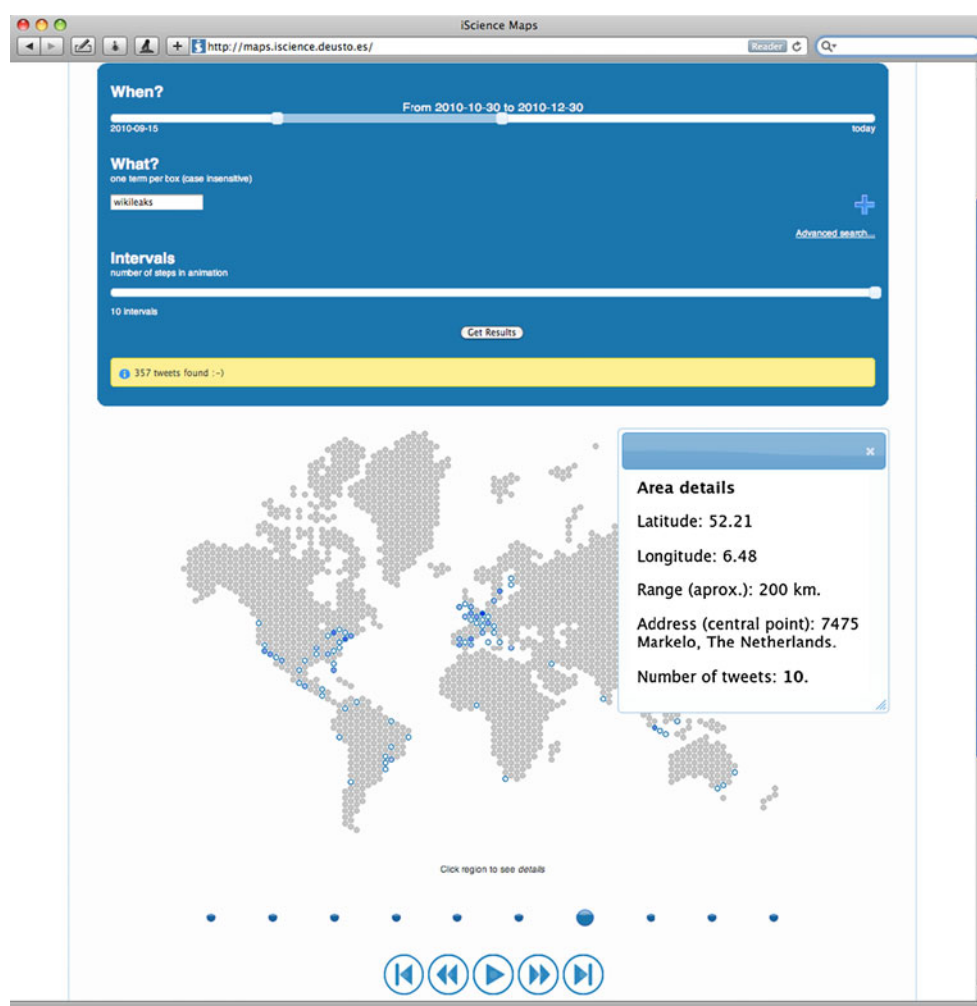 iScience Maps
http://maps.iscience.deusto.es/
Reader
When?
From 2010-10-30 to 2010-12-30
2010-09-15
today
What?
one term per box (case insensitive)
wikileaks
Advanced search...
Intervals
number of steps in animation
10 intervals
Get Results
357 tweets found :-)
Area details
Latitude: 52.21
Longitude: 6.48
Range (aprox.): 200 km.
Address (central point): 7475
Markelo, The Netherlands.
Number of tweets: 10.
Click region to see details